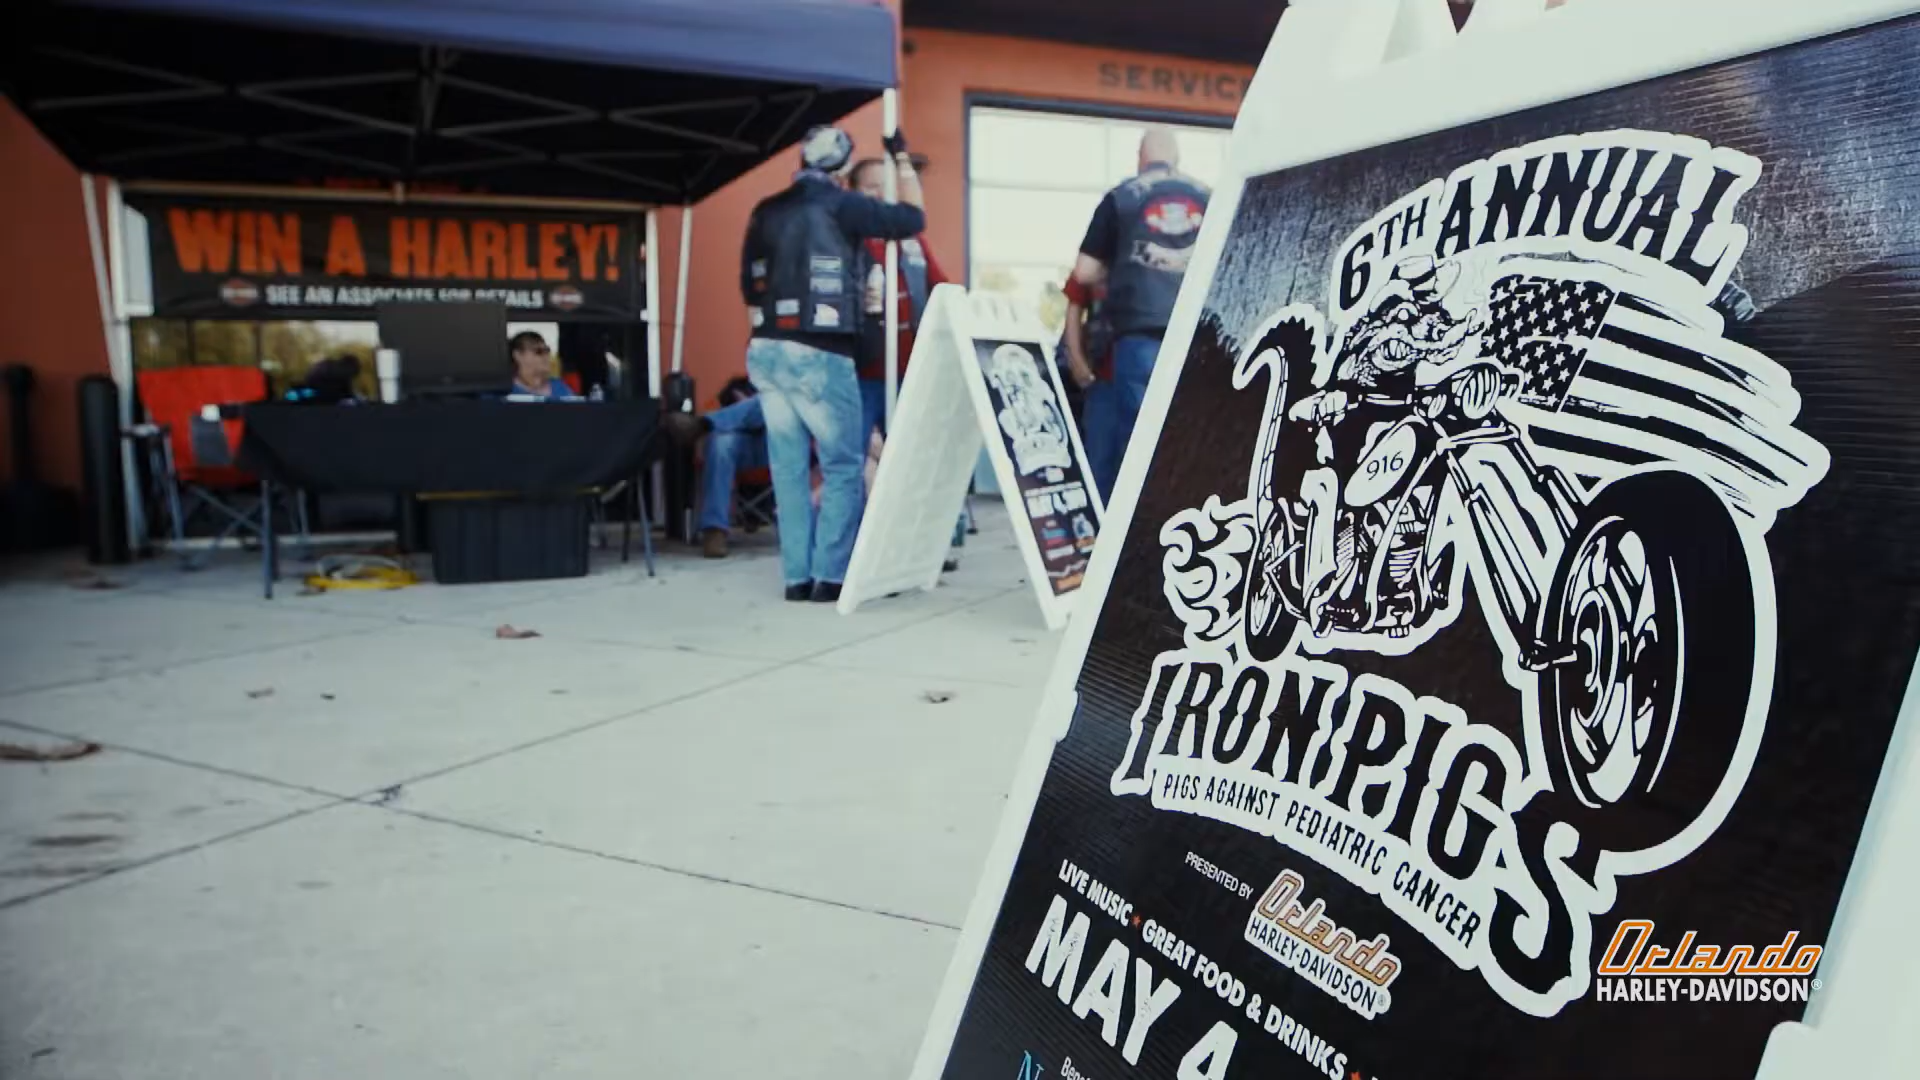 SERVICE
WIN A HARLEY!
SEE AN ASSOCIATE FOR DETAILS
6TH ANNUAL
916
IRON PIGS
PIGS AGAINST PEDIATRIC CANCER
PRESENTED BY
Orlando
HARLEY-DAVIDSON®
LIVE MUSIC * GREAT FOOD & DRINKS *
MAY 4
Orlando
HARLEY-DAVIDSON®